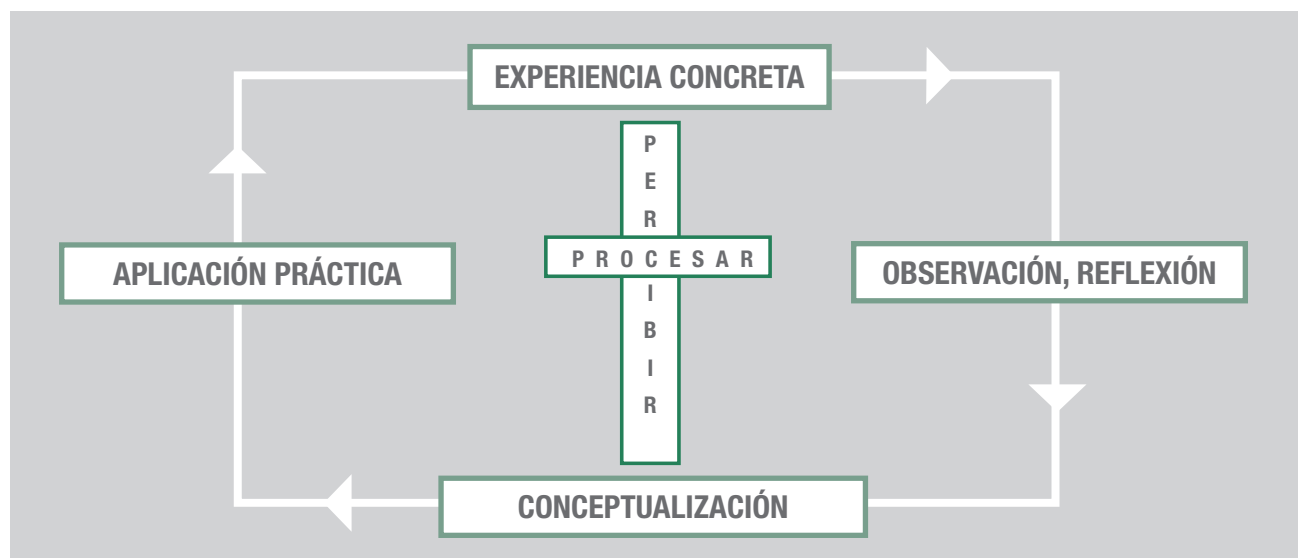 EXPERIENCIA CONCRETA
P
E
R
P R O C E S A R
I
B
I
R
APLICACIÓN PRÁCTICA
OBSERVACIÓN, REFLEXIÓN
CONCEPTUALIZACIÓN